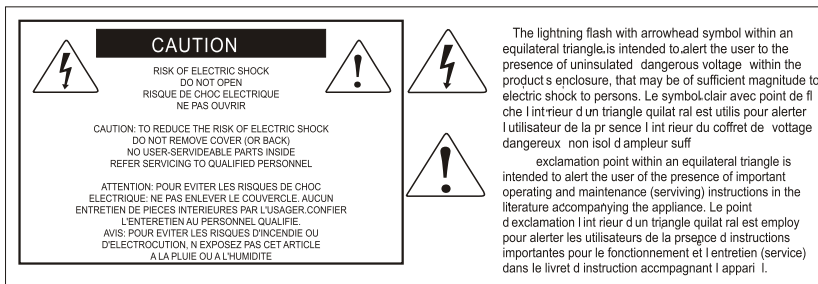 CAUTION
RISK OF ELECTRIC SHOCK
DO NOT OPEN
RISQUE DE CHOC ELECTRIQUE
NE PAS OUVRIR
CAUTION: TO REDUCE THE RISK OF ELECTRIC SHOCK
DO NOT REMOVE COVER (OR BACK)
NO USER-SERVIDEABLE PARTS INSIDE
REFER SERVICING TO QUALIFIED PERSONNEL
ATTENTION: POUR EVITER LES RISQUES DE CHOC
ELECTRIQUE: NE PAS ENLEVER LE COUVERCLE. AUCUN
ENTRETIEN DE PIECES INTERIEURES PAR L'USAGER.CONFIER
L'ENTERETIEN AU PERSONNEL QUALIFIE.
AVIS: POUR EVITER LES RISQUES D'INCENDIE OU
D'ELECTROCUTION, N EXPOSEZ PAS CET ARTICLE
A LA PLUIE OU A L'HUMIDITE
The lightning flash with arrowhead symbol within an
equilateral triangle, is intended to alert the user to the
presence of uninsulated dangerous voltage within the
product s enclosure, that may be of sufficient magnitude to
electric shock to persons. Le symbol clair avec point de fl
che l int rieur d un triangle quilat ral est utilis pour alerter
l utilisateur de la pr sence l int rieur du coffret de vottage
dangereux non isol d ampleur suff
exclamation point within an equilateral triangle is
intended to alert the user of the presence of important
operating and maintenance (serviving) instructions in the
literature accompanying the appliance. Le point
d exclamation l int rieur d un triangle quilat ral est employ
pour alerter les utilisateurs de la prsence d instructions
importantes pour le fonctionnement et l entretien (service)
dans le livret d instruction accmpagnant l appari l.